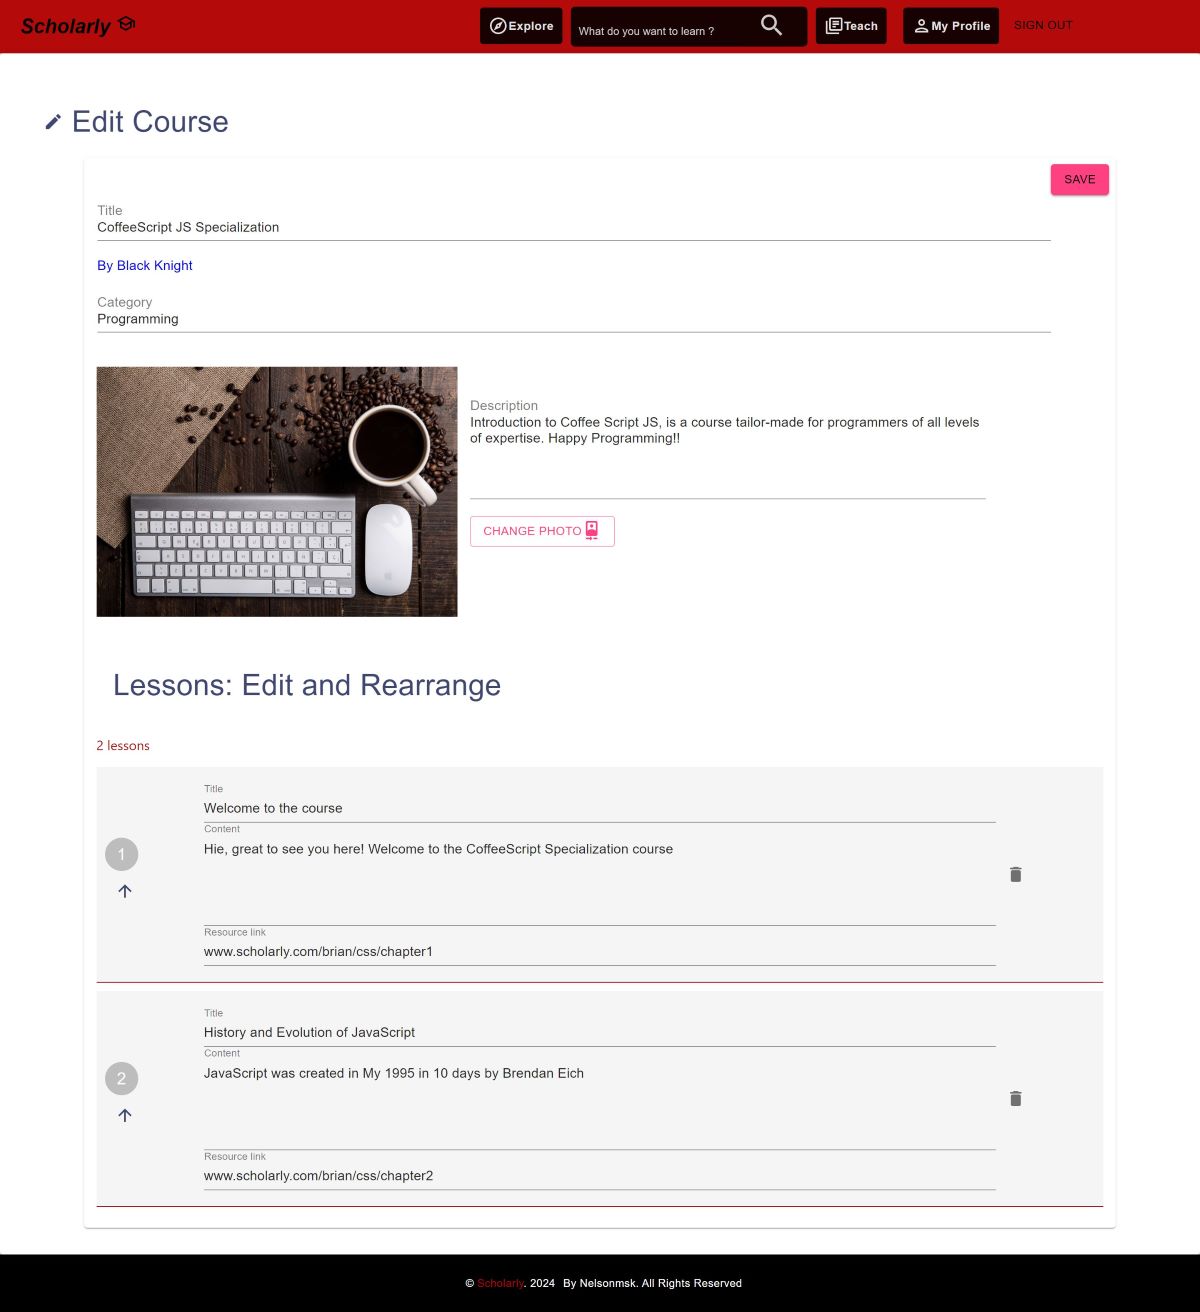 Scholarly
Explore
What do you want to learn ?
Teach
My Profile
SIGN OUT
Edit Course
SAVE
Title
CoffeeScript JS Specialization
By Black Knight
Category
Programming
Description
Introduction to Coffee Script JS, is a course tailor-made for programmers of all levels
of expertise. Happy Programming!!
CHANGE PHOTO
Lessons: Edit and Rearrange
2 lessons
Title
Welcome to the course
Content
1
Hie, great to see you here! Welcome to the CoffeeScript Specialization course
Resource link
www.scholarly.com/brian/css/chapter1
Title
History and Evolution of JavaScript
Content
2
JavaScript was created in My 1995 in 10 days by Brendan Eich
Resource link
www.scholarly.com/brian/css/chapter2
© Scholarly. 2024 By Nelsonmsk. All Rights Reserved